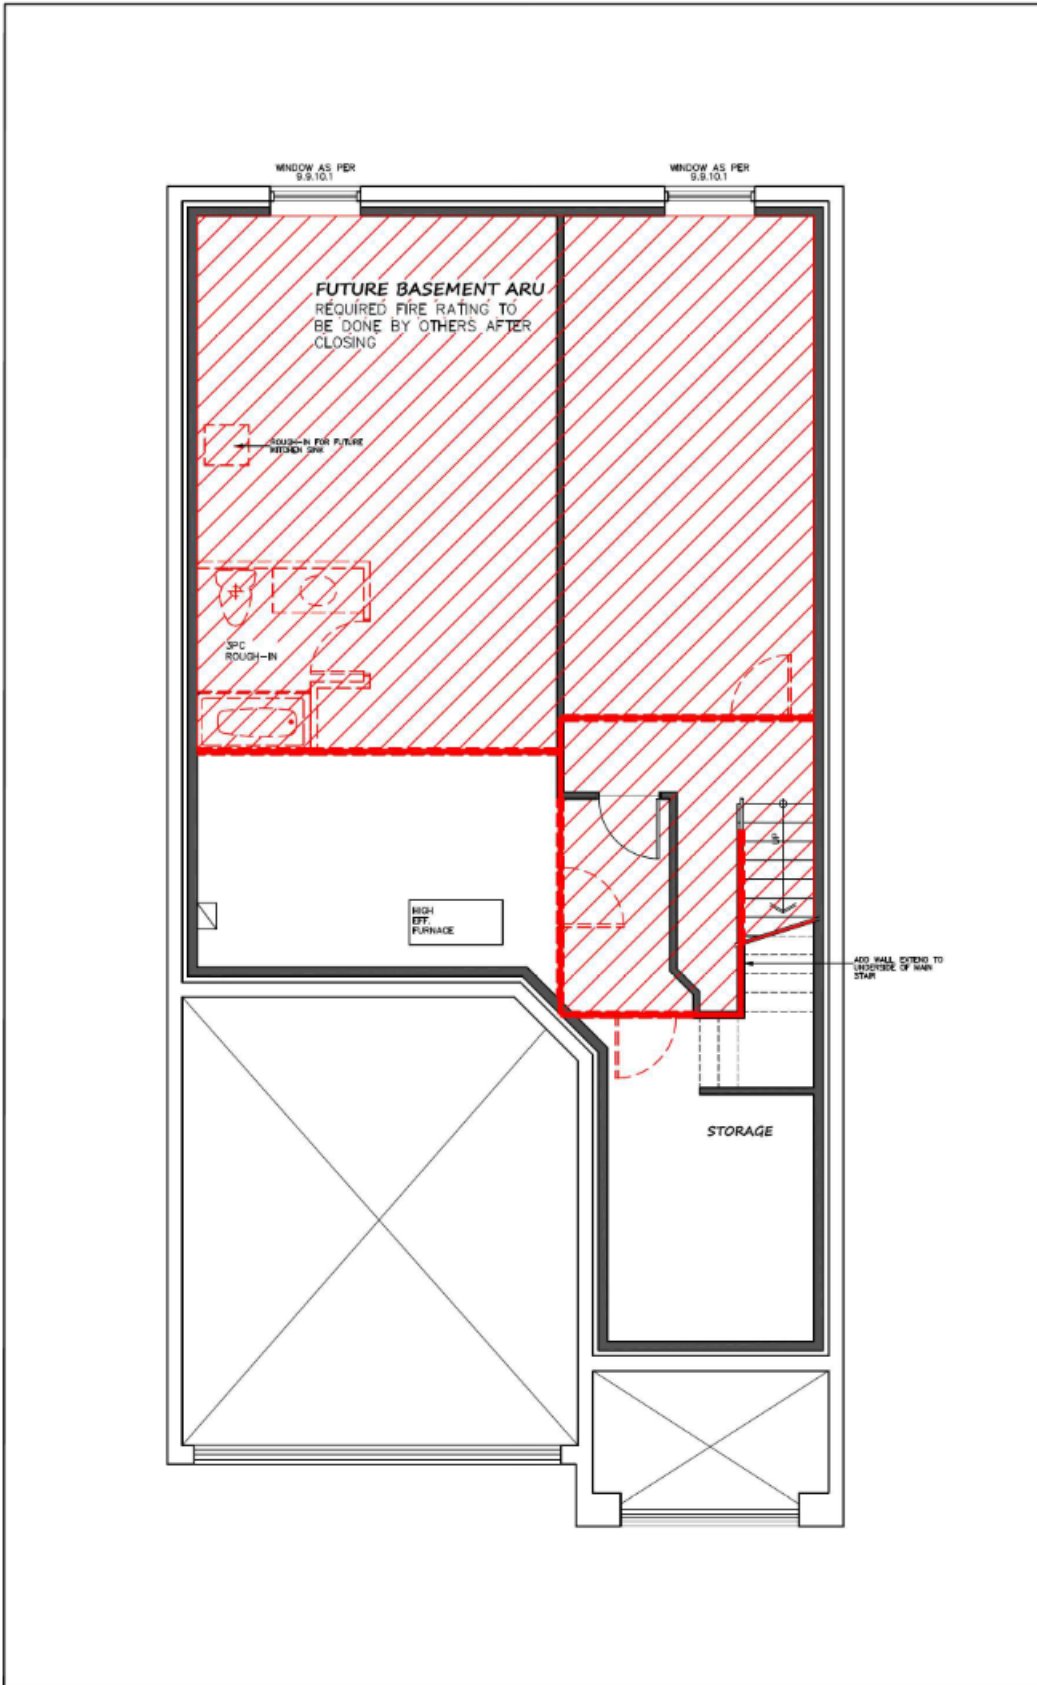 WINDOW AS PER
9.9.10.1
WINDOW AS PER
9.9.10.1
FUTURE BASEMENT ARU
REQUIRED FIRE RATING TO
BE DONE BY OTHERS AFTER
CLOSING
ROUGH-IN FOR FUTURE
KITCHEN SINK
3PC
ROUGH-IN
UP
HIGH
EFF.
FURNACE
ADD WALL EXTEND TO
UNDERSIDE OF MAIN
STAIR
STORAGE